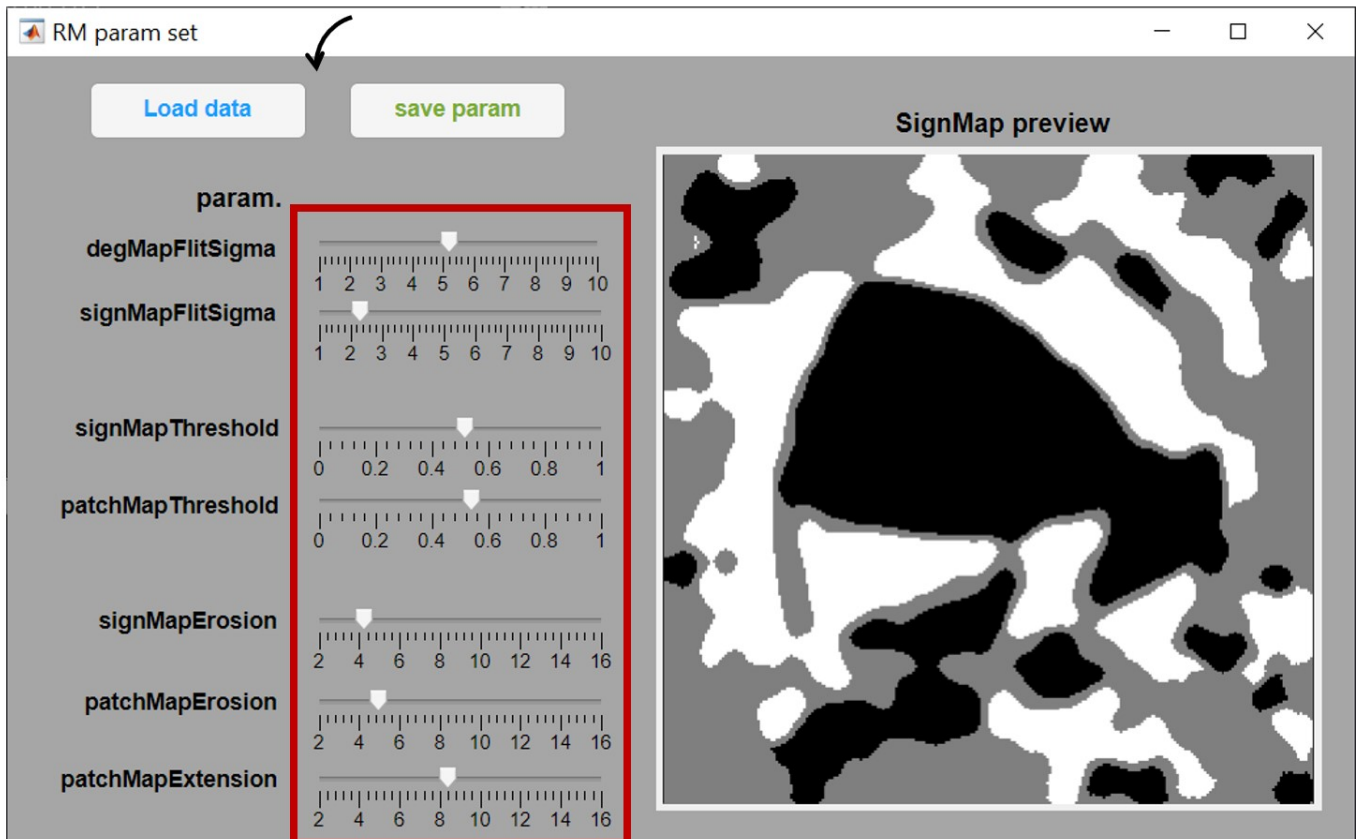 RM param set
Load data
save param
SignMap preview
param.
degMapFlitSigma
1 2 3 4 5 6 7 8 9 10
signMapFlitSigma
1 2 3 4 5 6 7 8 9 10
signMapThreshold
0 0.2 0.4 0.6 0.8 1
patchMapThreshold
0 0.2 0.4 0.6 0.8 1
signMapErosion
2 4 6 8 10 12 14 16
patchMapErosion
2 4 6 8 10 12 14 16
patchMapExtension
2 4 6 8 10 12 14 16